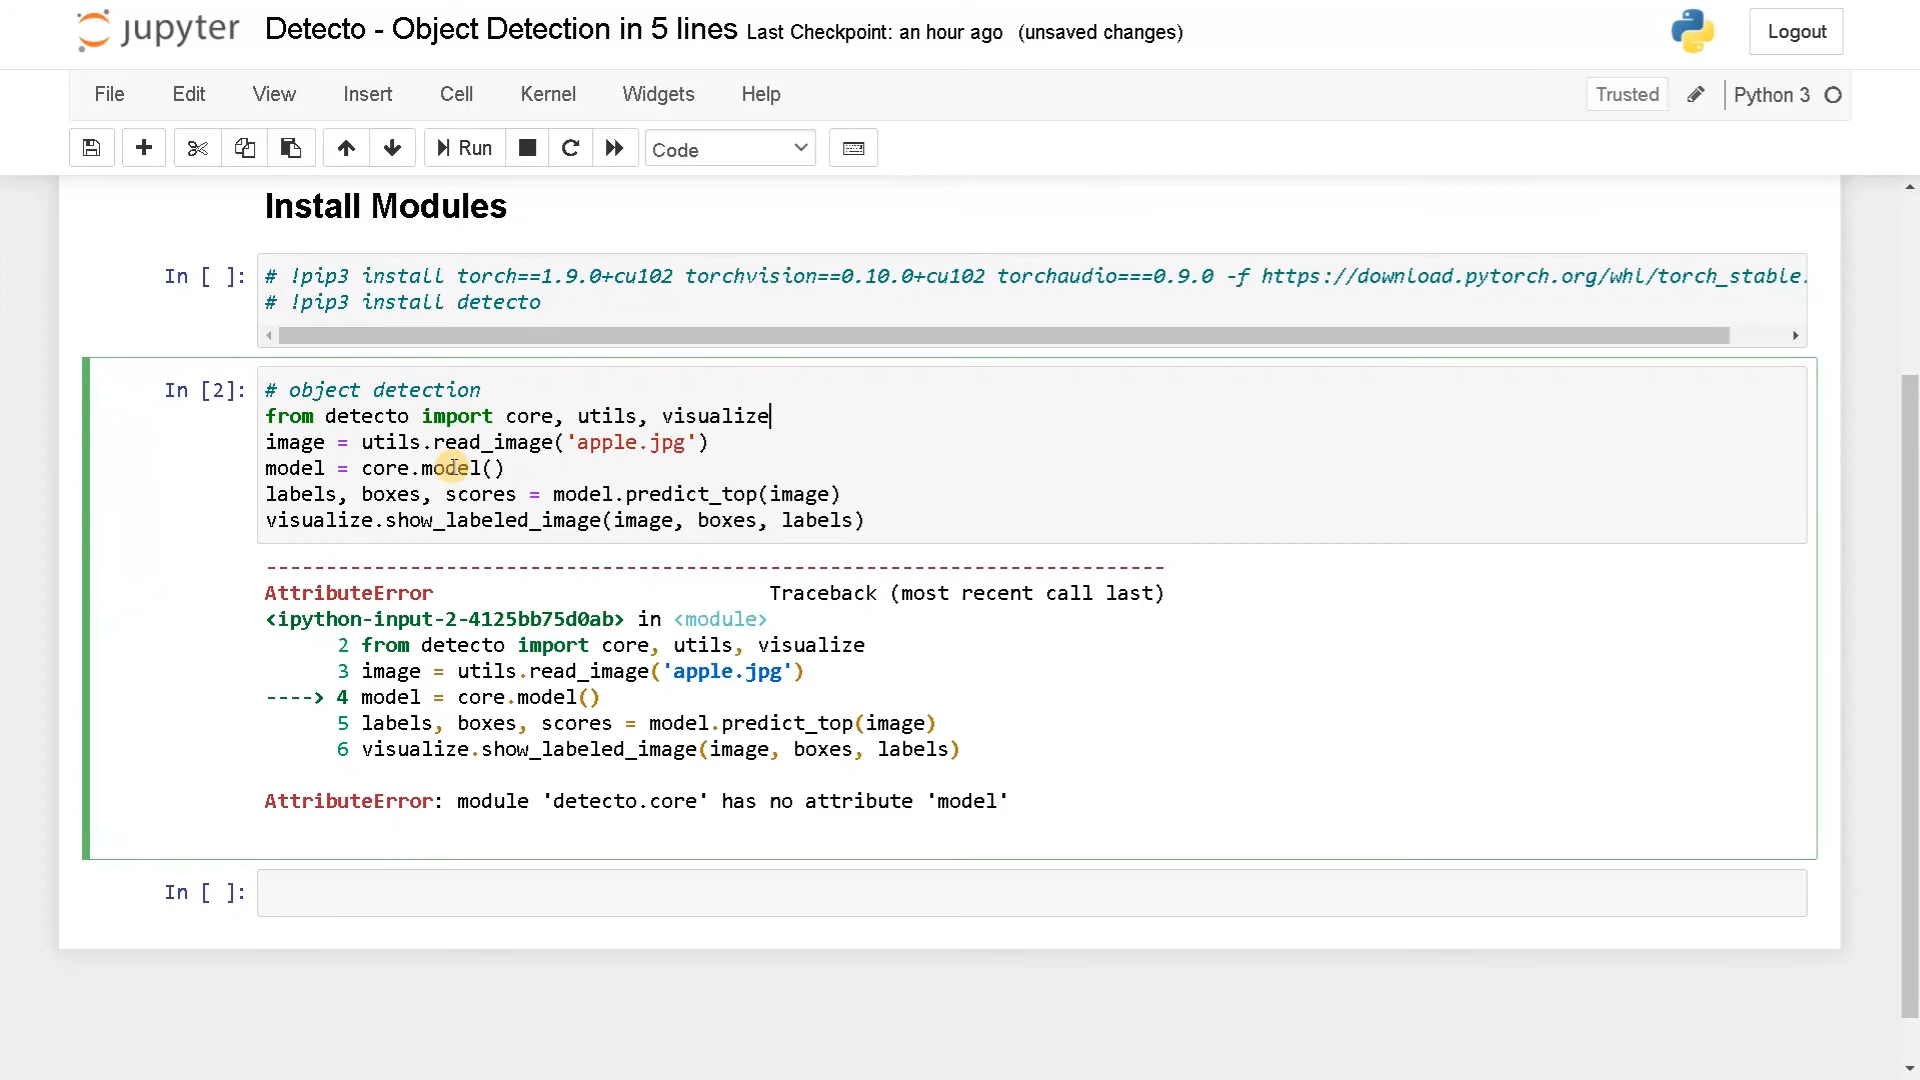 jupyter Detecto - Object Detection in 5 lines Last Checkpoint: an hour ago (unsaved changes) Logout
File Edit View Insert Cell Kernel Widgets Help Trusted Python 3
Run Code
Install Modules
In [ ]: # !pip3 install torch==1.9.0+cu102 torchvision==0.10.0+cu102 torchaudio===0.9.0 -f https://download.pytorch.org/whl/torch_stable.
# !pip3 install detecto
In [2]: # object detection
from detecto import core, utils, visualize
image = utils.read_image('apple.jpg')
model = core.model()
labels, boxes, scores = model.predict_top(image)
visualize.show_labeled_image(image, boxes, labels)
---------------------------------------------------------------------------
AttributeError Traceback (most recent call last)
<ipython-input-2-4125bb75d0ab> in <module>
2 from detecto import core, utils, visualize
3 image = utils.read_image('apple.jpg')
----> 4 model = core.model()
5 labels, boxes, scores = model.predict_top(image)
6 visualize.show_labeled_image(image, boxes, labels)
AttributeError: module 'detecto.core' has no attribute 'model'
In [ ]: